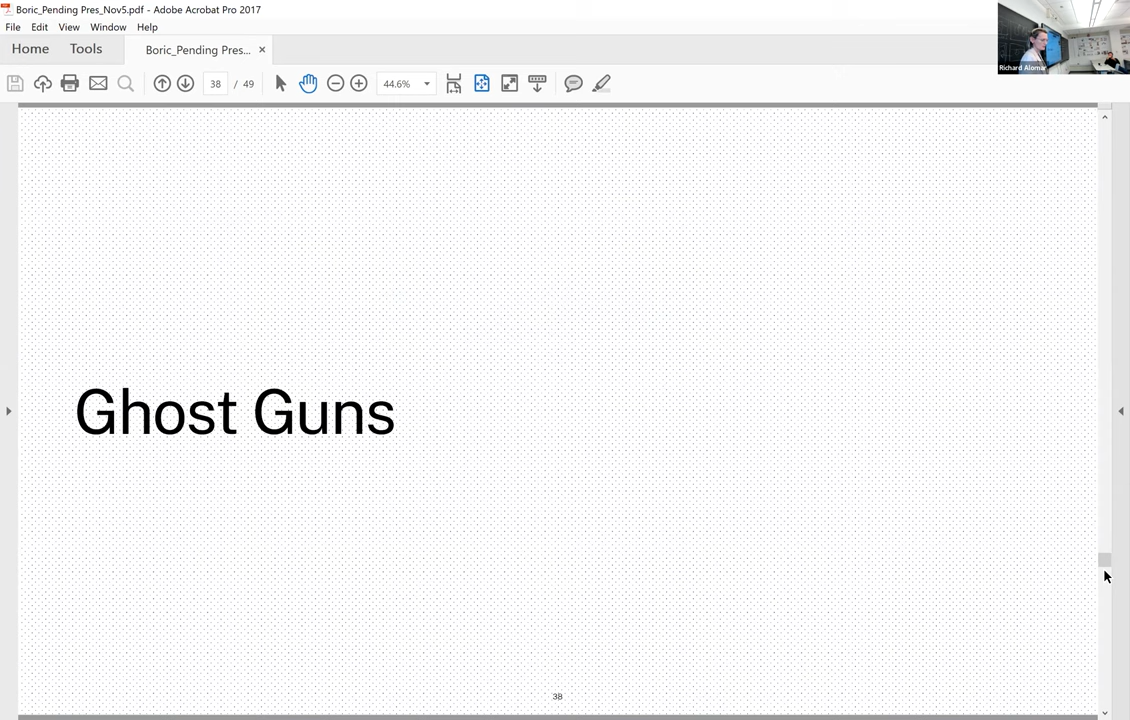 Boric_Pending Pres_Nov5.pdf - Adobe Acrobat Pro 2017
File Edit View Window Help
Home Tools Boric_Pending Pres... ×
38 / 49 44.6%
Richard Alomar
Ghost Guns
38